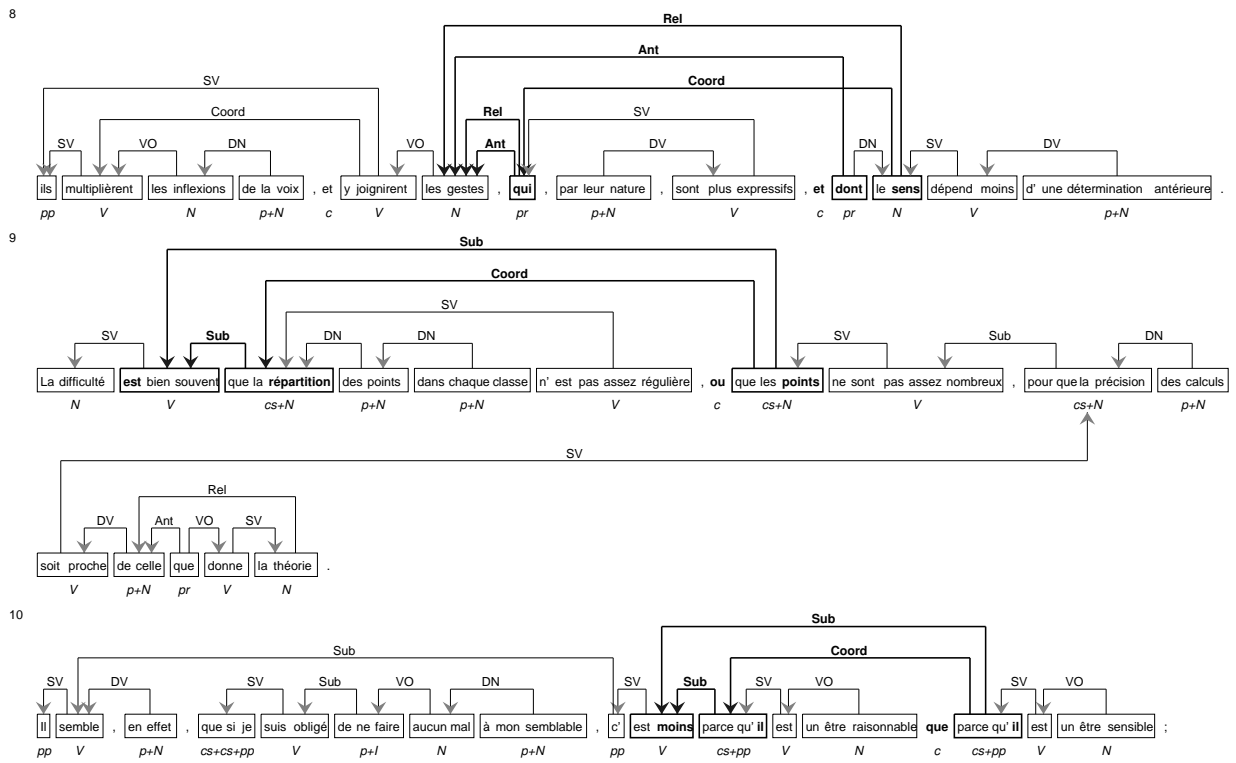 8
Rel
Ant
SV Coord
Coord Rel SV
SV VO DN VO Ant DV DN SV DV
ils multiplièrent les inflexions de la voix , et y joignirent les gestes , qui , par leur nature , sont plus expressifs , et dont le sens dépend moins d' une détermination antérieure .
pp V N p+N c V N pr p+N V c pr N V p+N
9
Sub
Coord
SV
SV Sub DN DN SV Sub DN
La difficulté est bien souvent que la répartition des points dans chaque classe n' est pas assez régulière , ou que les points ne sont pas assez nombreux , pour que la précision des calculs
N V cs+N p+N p+N V c cs+N V cs+N p+N
SV
Rel
DV Ant VO SV
soit proche de celle que donne la théorie .
V p+N pr V N
10
Sub
Sub Coord
SV DV SV Sub VO DN SV Sub SV VO SV VO
Il semble , en effet , que si je suis obligé de ne faire aucun mal à mon semblable , c' est moins parce qu' il est un être raisonnable que parce qu' il est un être sensible ;
pp V p+N cs+cs+pp V p+I N p+N pp V cs+pp V N c cs+pp V N